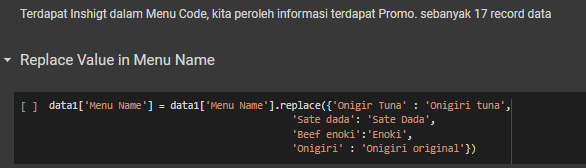 Terdapat Inshigt dalam Menu Code, kita peroleh informasi terdapat Promo. sebanyak 17 record data
Replace Value in Menu Name
[ ] data1['Menu Name'] = data1['Menu Name'].replace({'Onigir Tuna' : 'Onigiri tuna',
'Sate dada': 'Sate Dada',
'Beef enoki':'Enoki',
'Onigiri' : 'Onigiri original'})